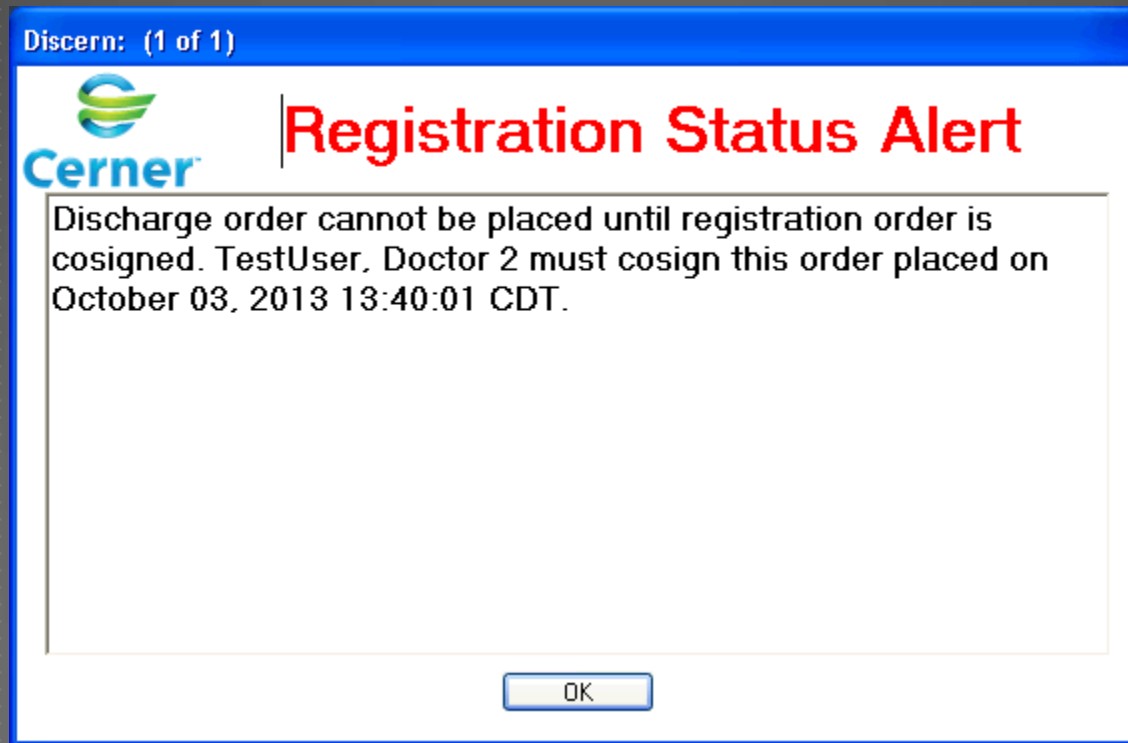 Discern: (1 of 1)
Cerner™
Registration Status Alert
Discharge order cannot be placed until registration order is
cosigned. TestUser, Doctor 2 must cosign this order placed on
October 03, 2013 13:40:01 CDT.
OK